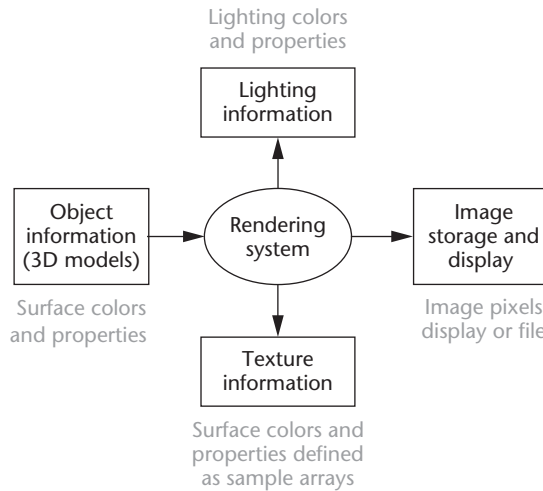 Lighting colors
and properties
Lighting
information
Object
information
(3D models)
Rendering
system
Image
storage and
display
Surface colors
and properties
Image pixels
display or file
Texture
information
Surface colors and
properties defined
as sample arrays